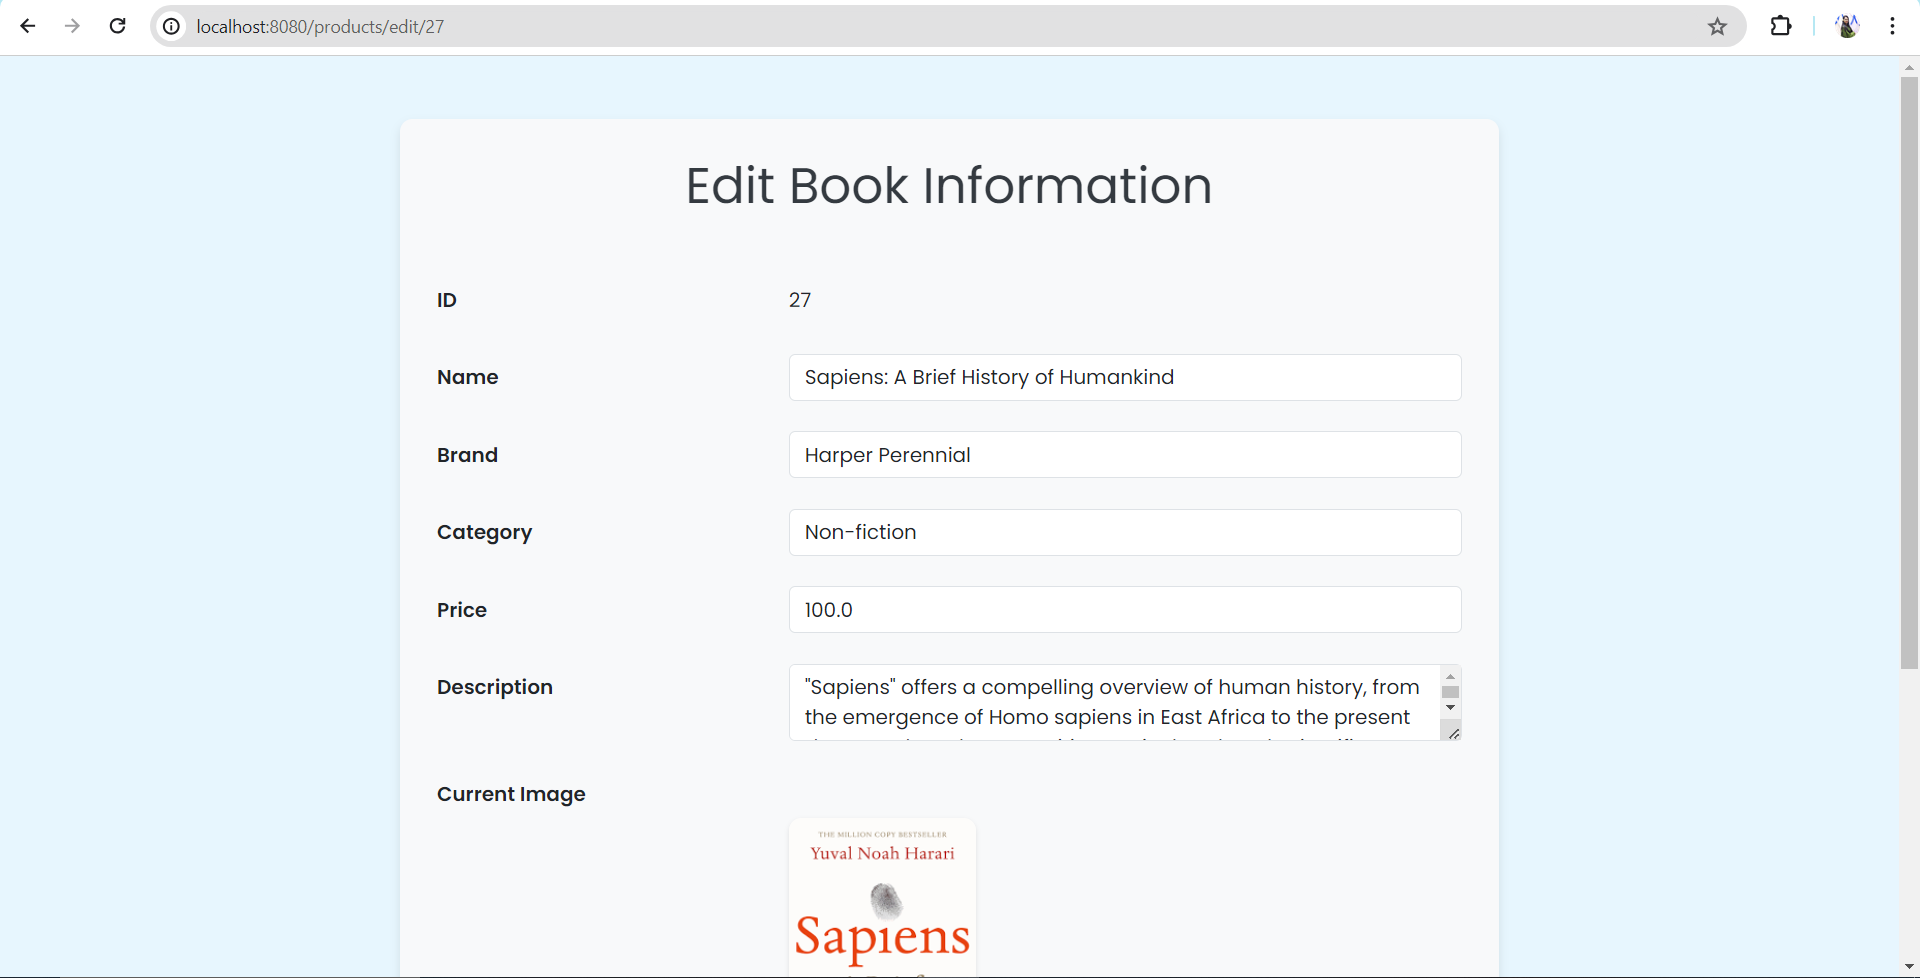 localhost:8080/products/edit/27
Edit Book Information
ID
27
Name
Sapiens: A Brief History of Humankind
Brand
Harper Perennial
Category
Non-fiction
Price
100.0
Description
"Sapiens" offers a compelling overview of human history, from
the emergence of Homo sapiens in East Africa to the present
Current Image
THE MILLION COPY BESTSELLER
Yuval Noah Harari
Sapiens